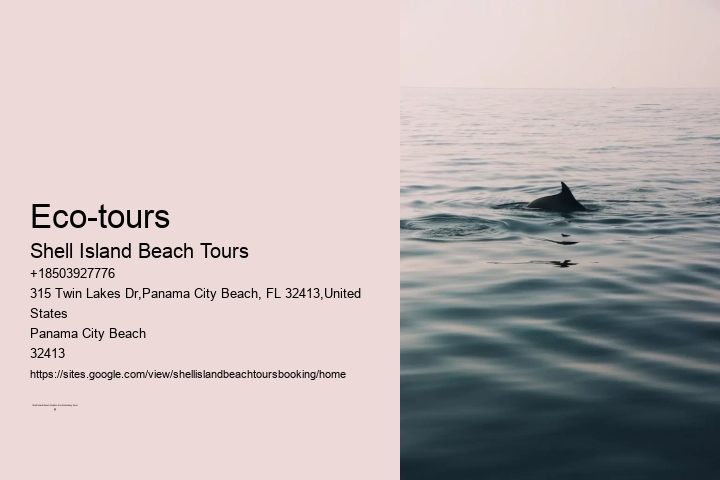 Eco-tours
Shell Island Beach Tours
+18503927776
315 Twin Lakes Dr,Panama City Beach, FL 32413,United
States
Panama City Beach
32413
https://sites.google.com/view/shellislandbeachtoursbooking/home